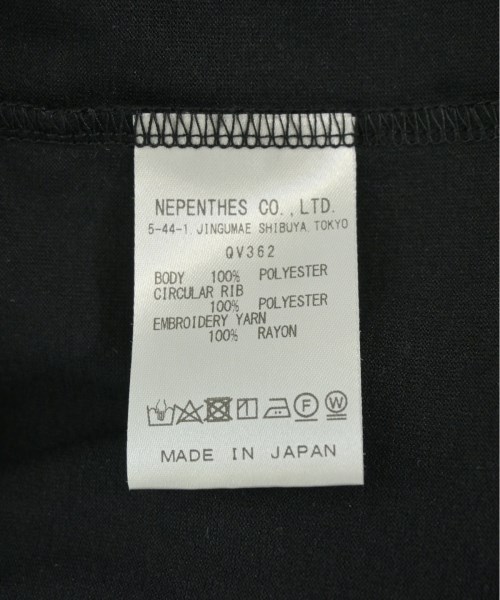 NEPENTHES CO.,LTD.
5-44-1, JINGUMAE SHIBUYA, TOKYO
QV362
BODY 100% POLYESTER
CIRCULAR RIB
100% POLYESTER
EMBROIDERY YARN
100% RAYON
F W
MADE IN JAPAN